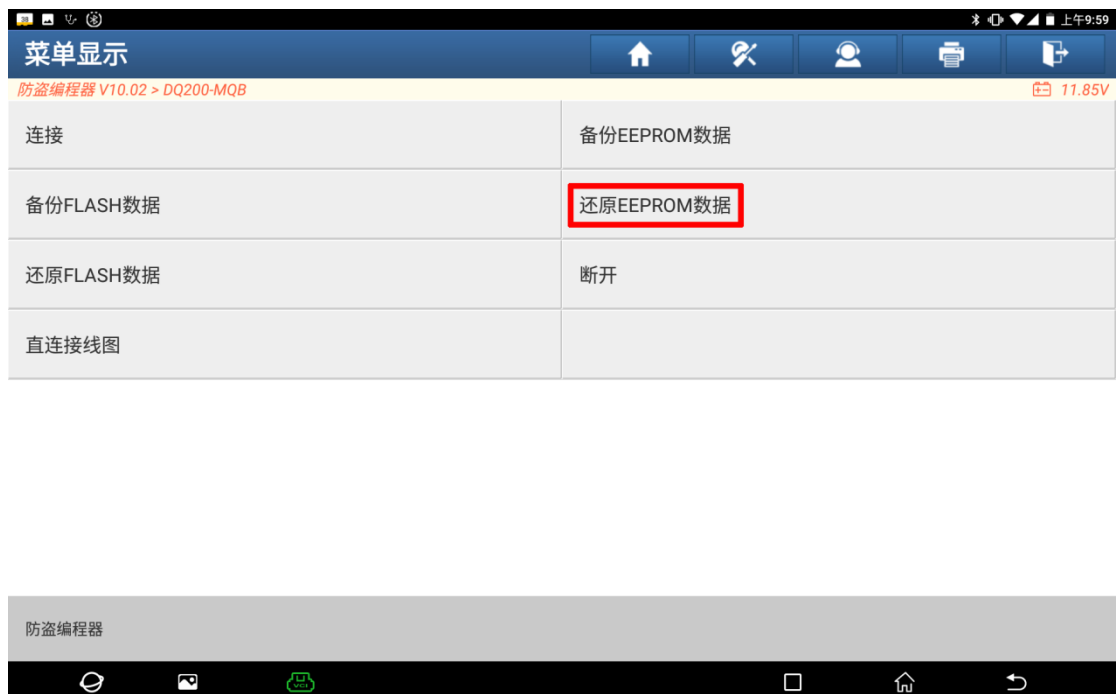 38
上午9:59
菜单显示
防盗编程器 V10.02 > DQ200-MQB
11.85V
连接
备份EEPROM数据
备份FLASH数据
还原EEPROM数据
还原FLASH数据
断开
直连接线图
防盗编程器
VCI